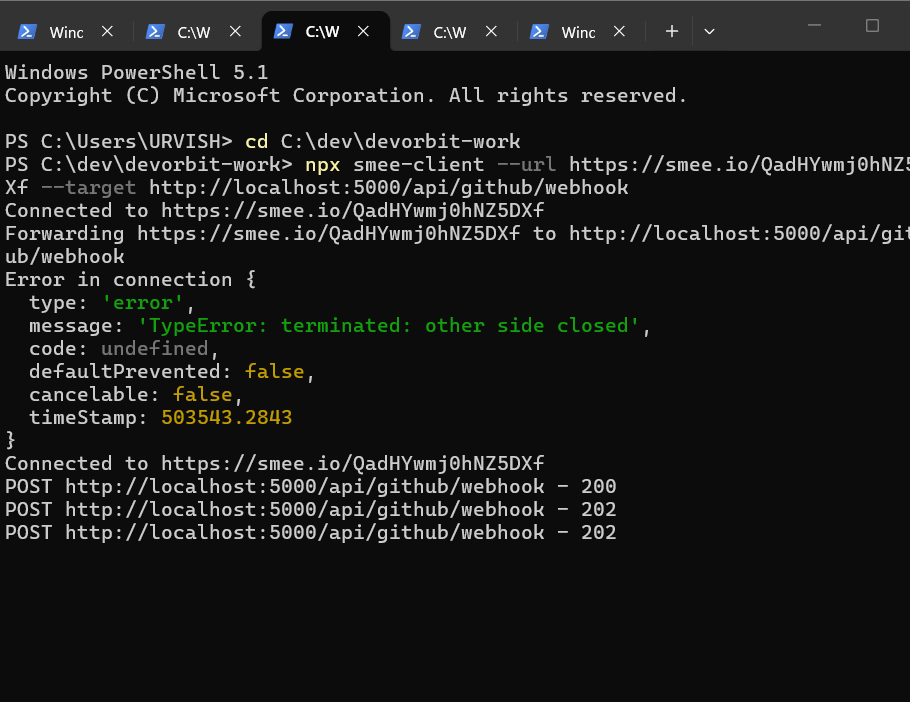 Winc C:\W C:\W C:\W Winc
Windows PowerShell 5.1
Copyright (C) Microsoft Corporation. All rights reserved.
PS C:\Users\URVISH> cd C:\dev\devorbit-work
PS C:\dev\devorbit-work> npx smee-client --url https://smee.io/QadHYwmj0hNZ5D
Xf --target http://localhost:5000/api/github/webhook
Connected to https://smee.io/QadHYwmj0hNZ5DXf
Forwarding https://smee.io/QadHYwmj0hNZ5DXf to http://localhost:5000/api/gith
ub/webhook
Error in connection {
  type: 'error',
  message: 'TypeError: terminated: other side closed',
  code: undefined,
  defaultPrevented: false,
  cancelable: false,
  timeStamp: 503543.2843
}
Connected to https://smee.io/QadHYwmj0hNZ5DXf
POST http://localhost:5000/api/github/webhook - 200
POST http://localhost:5000/api/github/webhook - 202
POST http://localhost:5000/api/github/webhook - 202